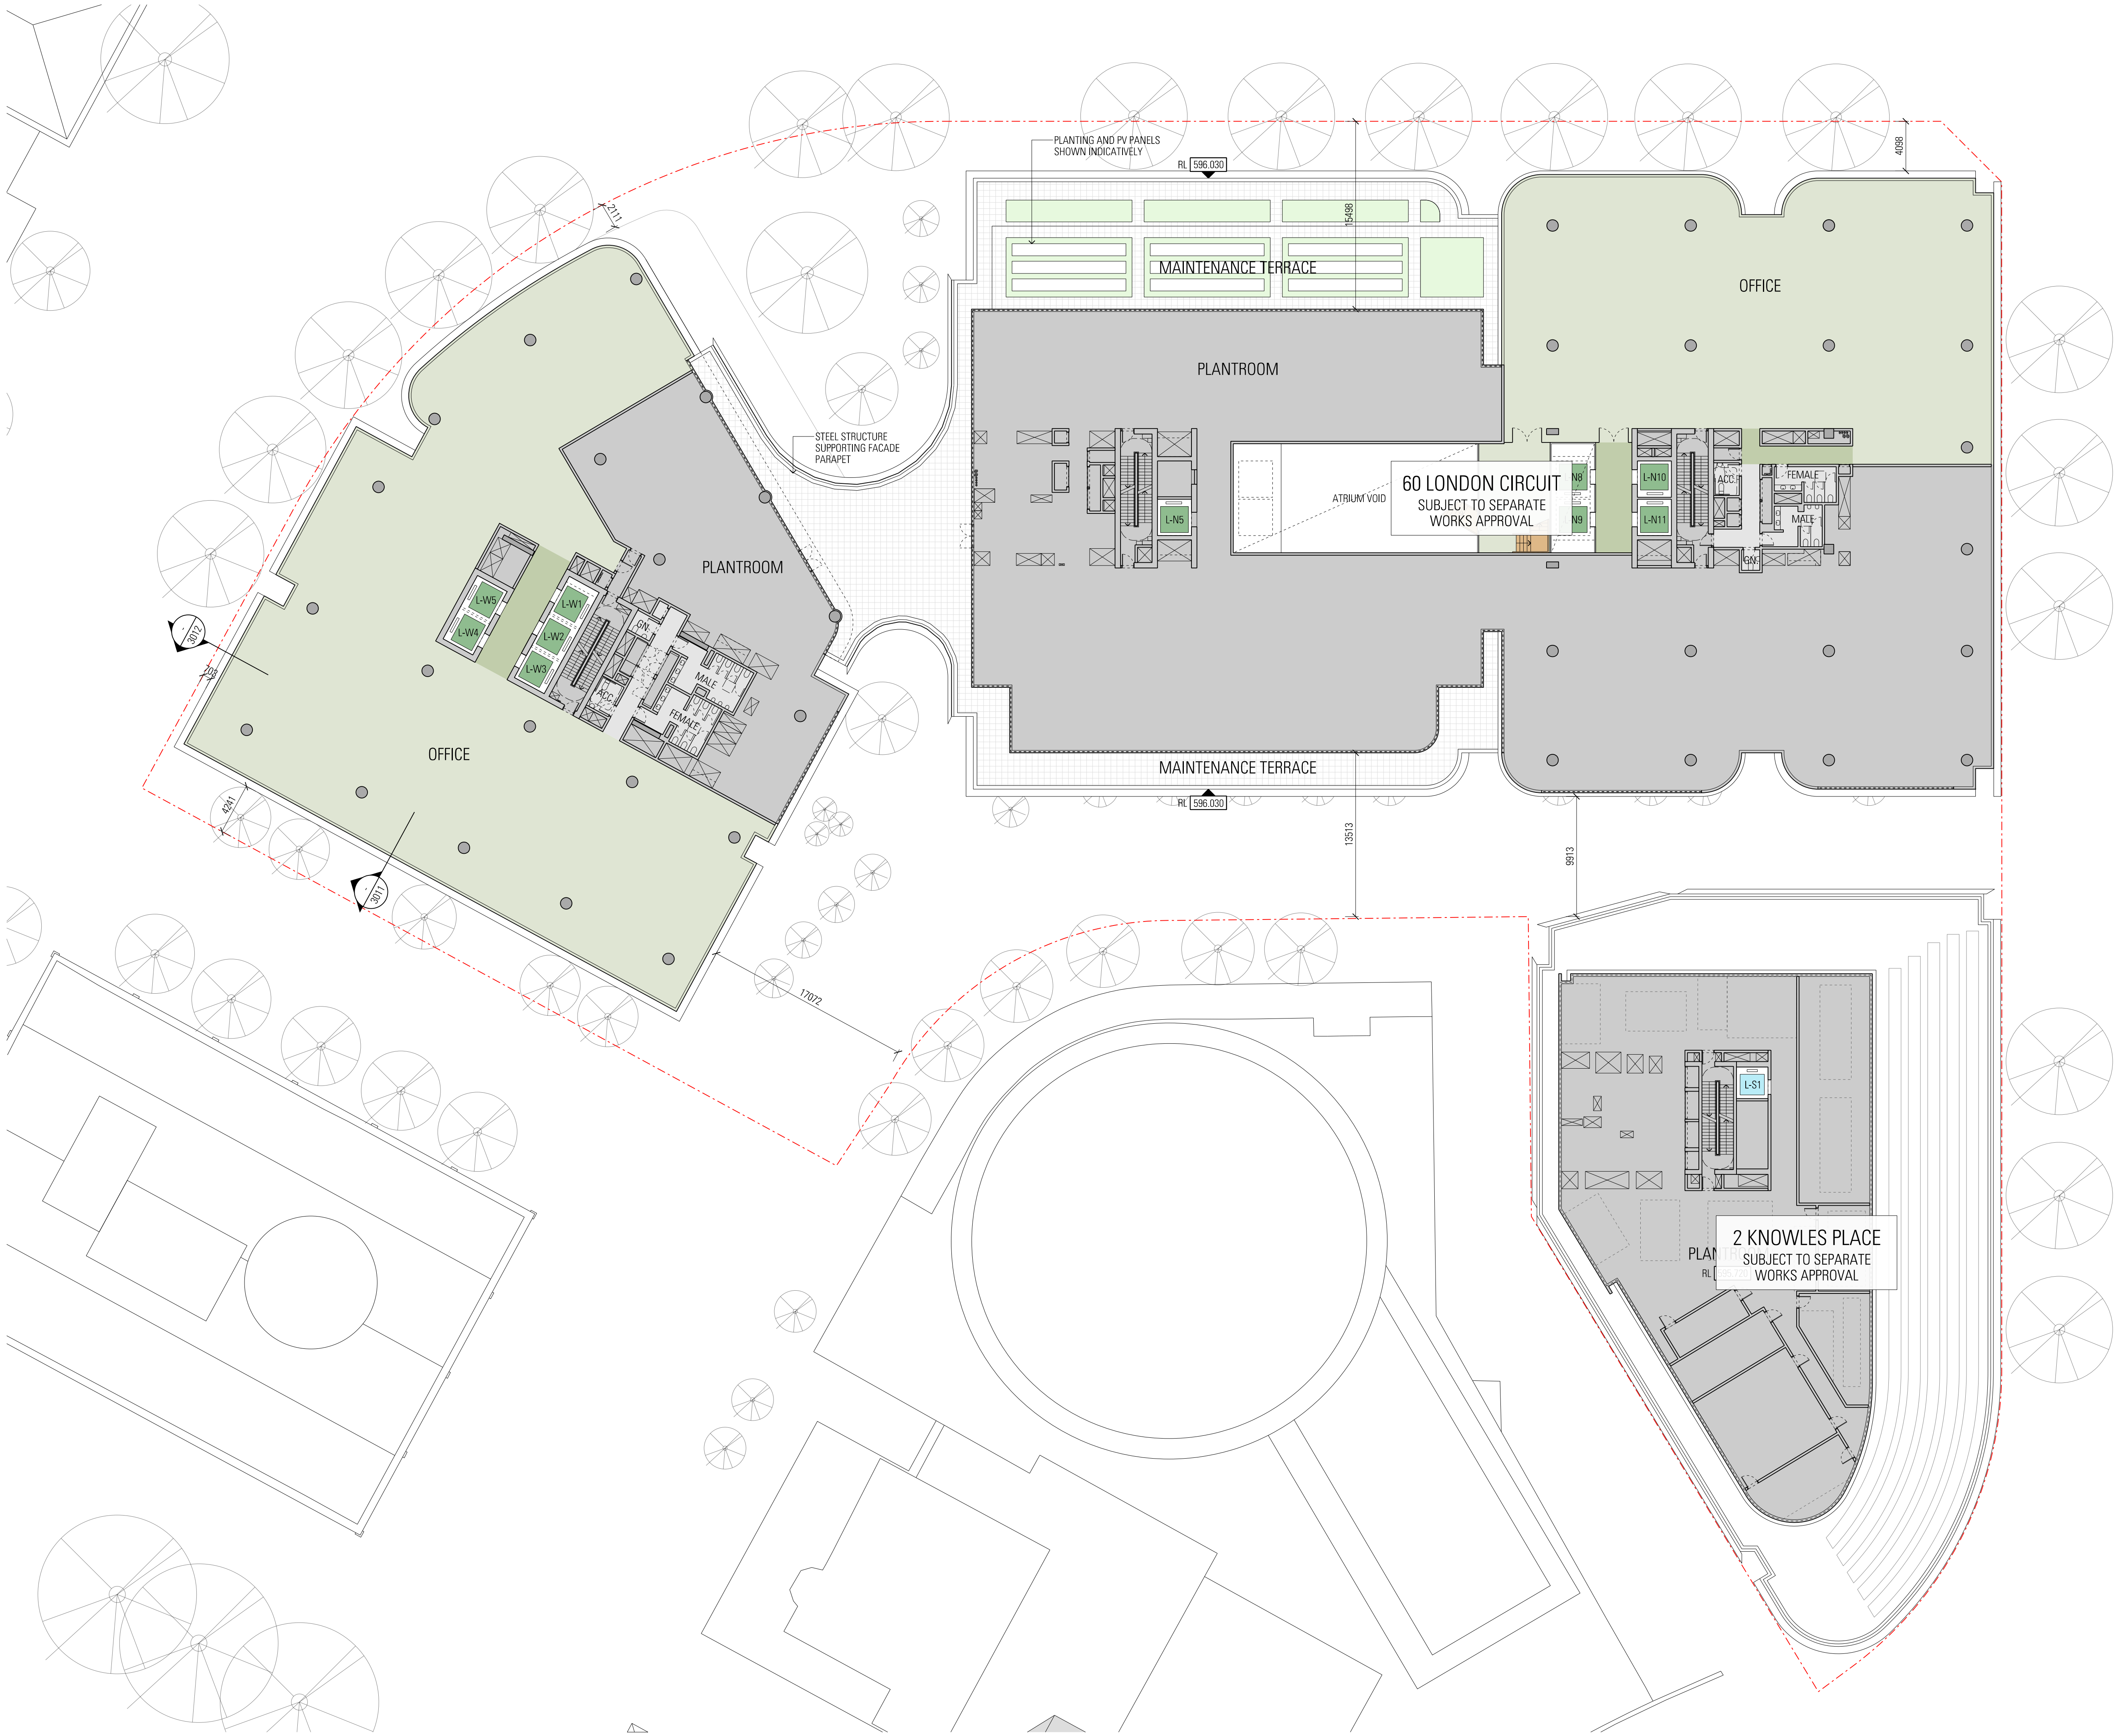 PLANTING AND PV PANELS
SHOWN INDICATIVELY
RL 596.030
4098
15498
2111
MAINTENANCE TERRACE
OFFICE
PLANTROOM
STEEL STRUCTURE
SUPPORTING FACADE
PARAPET
ATRIUM VOID
60 LONDON CIRCUIT
SUBJECT TO SEPARATE
WORKS APPROVAL
L-N5
N8
N9
L-N10
L-N11
ACC.
FEMALE
MALE
GN.
PLANTROOM
L-W5
L-W4
L-W1
L-W2
L-W3
GN.
ACC.
MALE
FEMALE
-
3012
703
OFFICE
4241
-
3011
MAINTENANCE TERRACE
RL 596.030
13513
9913
17072
L-S1
2 KNOWLES PLACE
SUBJECT TO SEPARATE
WORKS APPROVAL
PLAN
RL